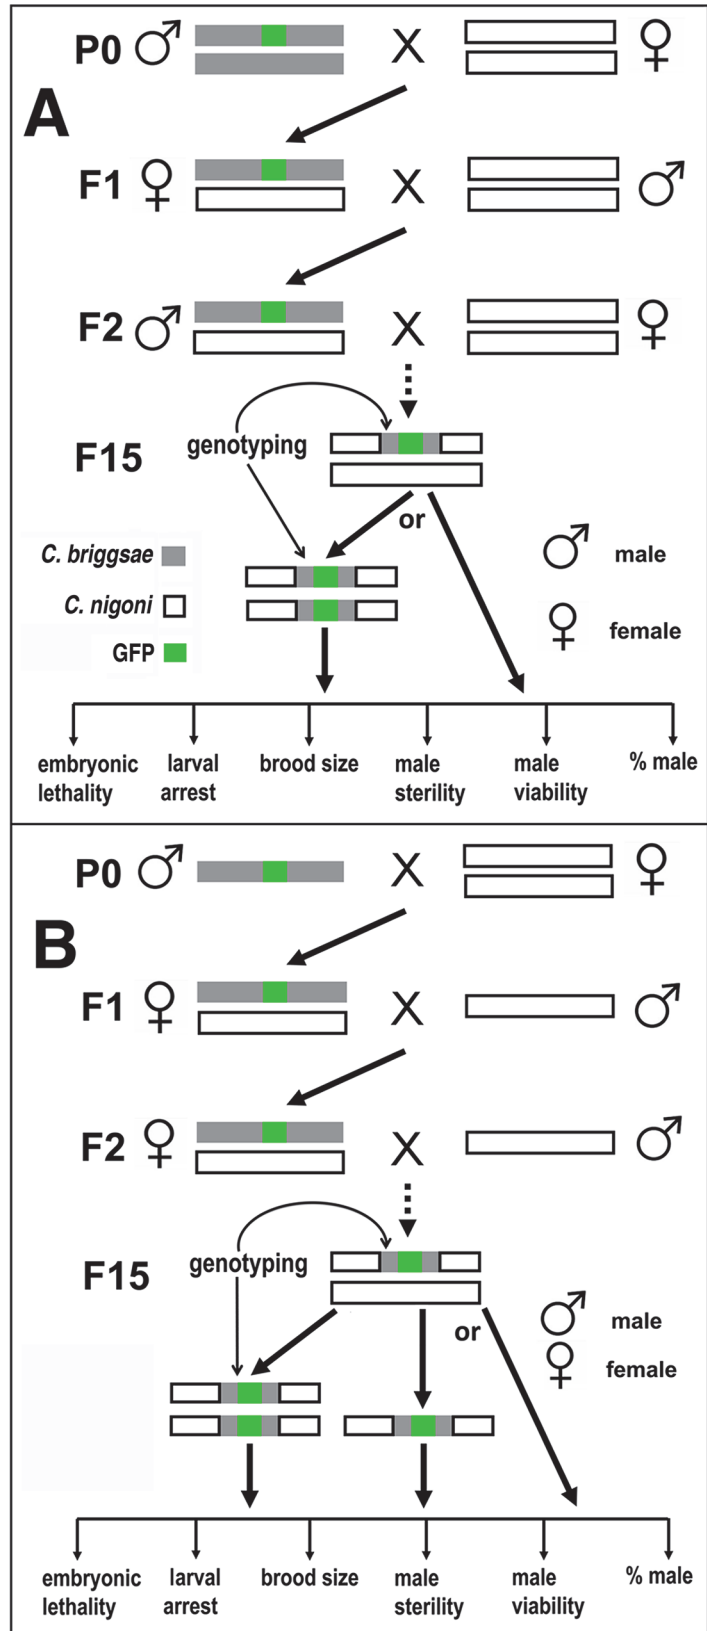 P0
X
A
F1
X
F2
X
genotyping
F15
or
C. briggsae
male
C. nigoni
female
GFP
embryonic
lethality
larval
arrest
brood size
male
sterility
male
viability
% male
P0
X
B
F1
X
F2
X
genotyping
F15
or
male
female
embryonic
lethality
larval
arrest
brood size
male
sterility
male
viability
% male